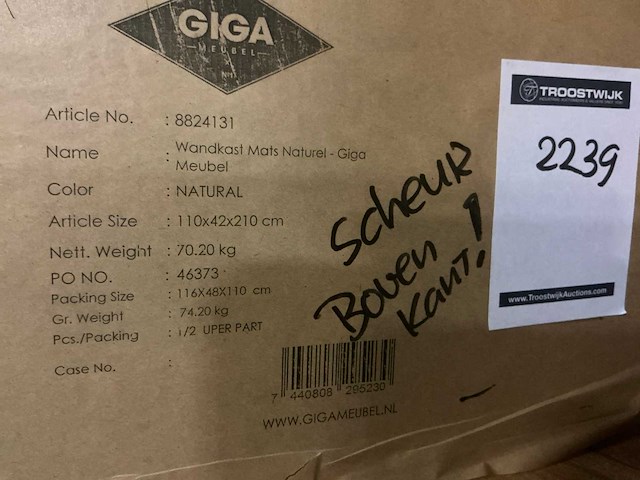 GIGA
MEUBEL
Article No. : 8824131
Name : Wandkast Mats Naturel - Giga
Meubel
Color : NATURAL
Article Size : 110x42x210 cm
Nett. Weight : 70.20 kg
PO NO. : 46373
Packing Size : 116X48X110 cm
Gr. Weight : 74.20 kg
Pcs./Packing : 1/2 UPER PART
Case No. :
7 440808 295230
WWW.GIGAMEUBEL.NL
Scheur
Boven
kant!
TROOSTWIJK
2239
www.TroostwijkAuctions.com